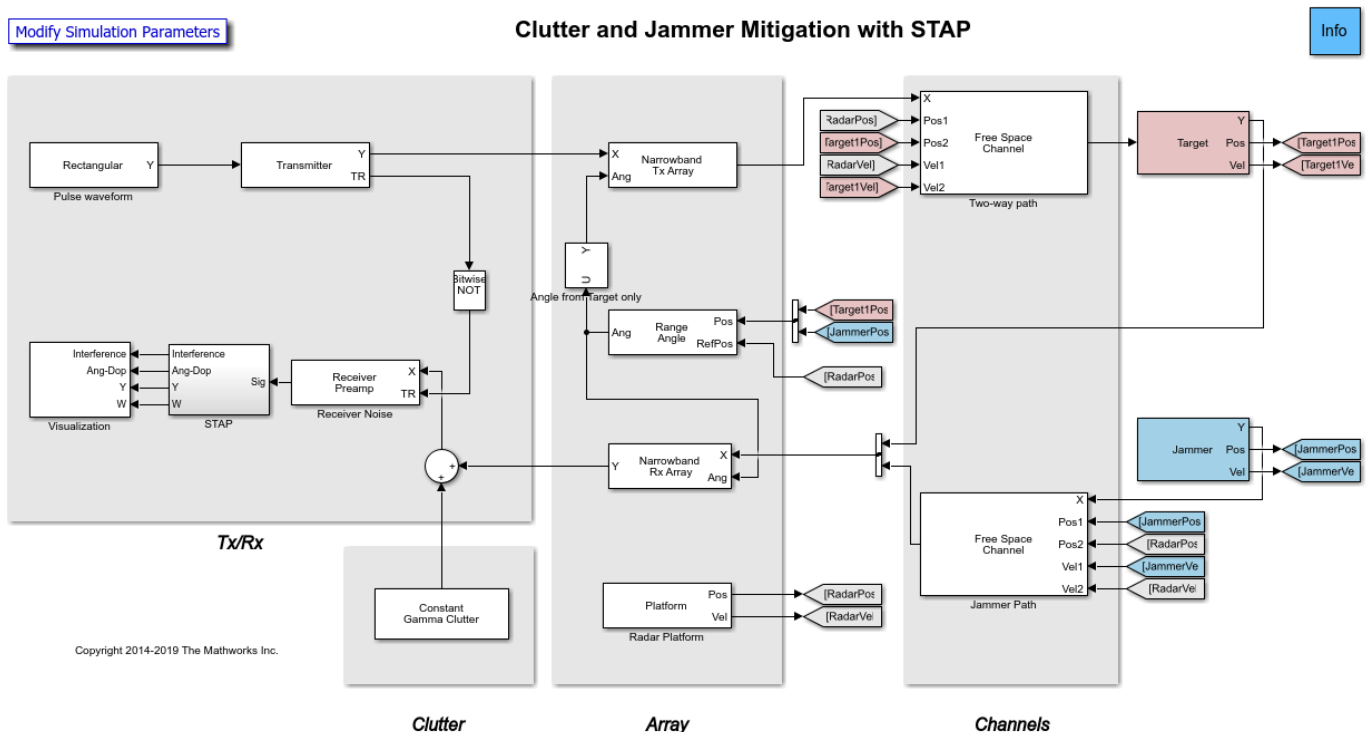 Modify Simulation Parameters
Clutter and Jammer Mitigation with STAP
Info
Rectangular
Y
Pulse waveform
Transmitter
Y
TR
X
Ang
Narrowband
Tx Array
RadarPos]
Target1Pos]
RadarVel]
Target1Vel]
X
Pos1
Pos2
Vel1
Vel2
Free Space
Channel
Two-way path
Target
Y
Pos
Vel
[Target1Pos
[Target1Ve
Bitwise
NOT
Y
U
Angle from Target only
Ang
Range
Angle
Pos
RefPos
[Target1Pos
[JammerPos
[RadarPos
Interference
Ang-Dop
Y
W
Visualization
Interference
Ang-Dop
Y
W
Sig
STAP
Receiver
Preamp
X
TR
Receiver Noise
+
+
Y
Narrowband
Rx Array
X
Ang
Jammer
Y
Pos
Vel
[JammerPos
[JammerVe
Free Space
Channel
X
Pos1
Pos2
Vel1
Vel2
Jammer Path
[JammerPos
[RadarPos
[JammerVe
[RadarVel
Tx/Rx
Constant
Gamma Clutter
Platform
Pos
Vel
Radar Platform
[RadarPos
[RadarVel
Copyright 2014-2019 The Mathworks Inc.
Clutter
Array
Channels